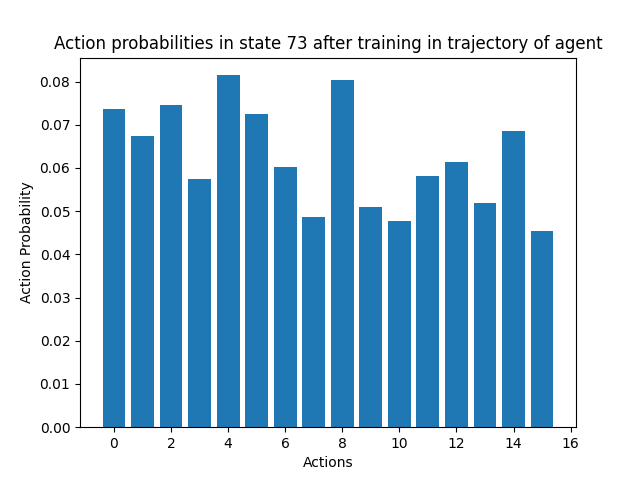 Action probabilities in state 73 after training in trajectory of agent
0.08
0.07
0.06
0.05
0.04
0.03
0.02
0.01
0.00
Action Probability
0 2 4 6 8 10 12 14 16
Actions